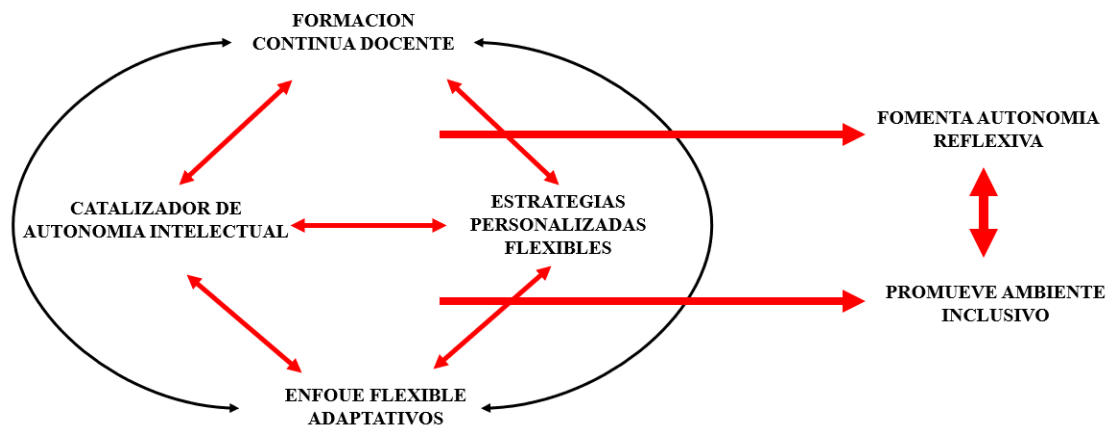 FORMACION
CONTINUA DOCENTE
FOMENTA AUTONOMIA
REFLEXIVA
CATALIZADOR DE
AUTONOMIA INTELECTUAL
ESTRATEGIAS
PERSONALIZADAS
FLEXIBLES
PROMUEVE AMBIENTE
INCLUSIVO
ENFOUE FLEXIBLE
ADAPTATIVOS